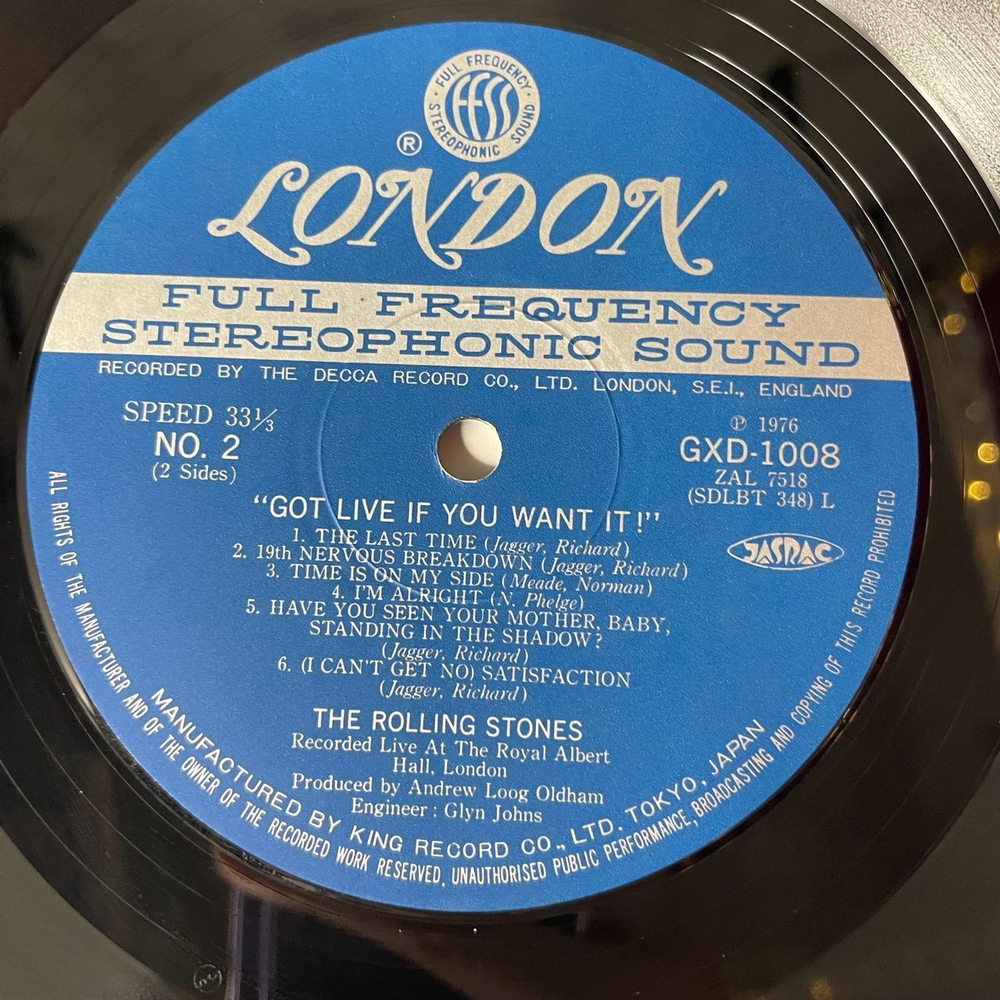 FULL FREQUENCY
ffss
STEREOPHONIC SOUND
®
LONDON
FULL FREQUENCY
STEREOPHONIC SOUND
RECORDED BY THE DECCA RECORD CO., LTD. LONDON, S.E.I., ENGLAND
SPEED 33⅓
NO. 2
(2 Sides)
℗ 1976
GXD-1008
ZAL 7518
(SDLBT 348) L
JASRAC
"GOT LIVE IF YOU WANT IT!"
1. THE LAST TIME (Jagger, Richard)
2. 19th NERVOUS BREAKDOWN (Jagger, Richard)
3. TIME IS ON MY SIDE (Meade, Norman)
4. I'M ALRIGHT (N. Phelge)
5. HAVE YOU SEEN YOUR MOTHER, BABY,
STANDING IN THE SHADOW?
(Jagger, Richard)
6. (I CAN'T GET NO) SATISFACTION
(Jagger, Richard)
THE ROLLING STONES
Recorded Live At The Royal Albert
Hall, London
Produced by Andrew Loog Oldham
Engineer : Glyn Johns
MANUFACTURED BY KING RECORD CO., LTD. TOKYO, JAPAN
ALL RIGHTS OF THE MANUFACTURER AND OF THE OWNER OF THE RECORDED WORK RESERVED, UNAUTHORISED PUBLIC PERFORMANCE, BROADCASTING AND COPYING OF THIS RECORD PROHIBITED